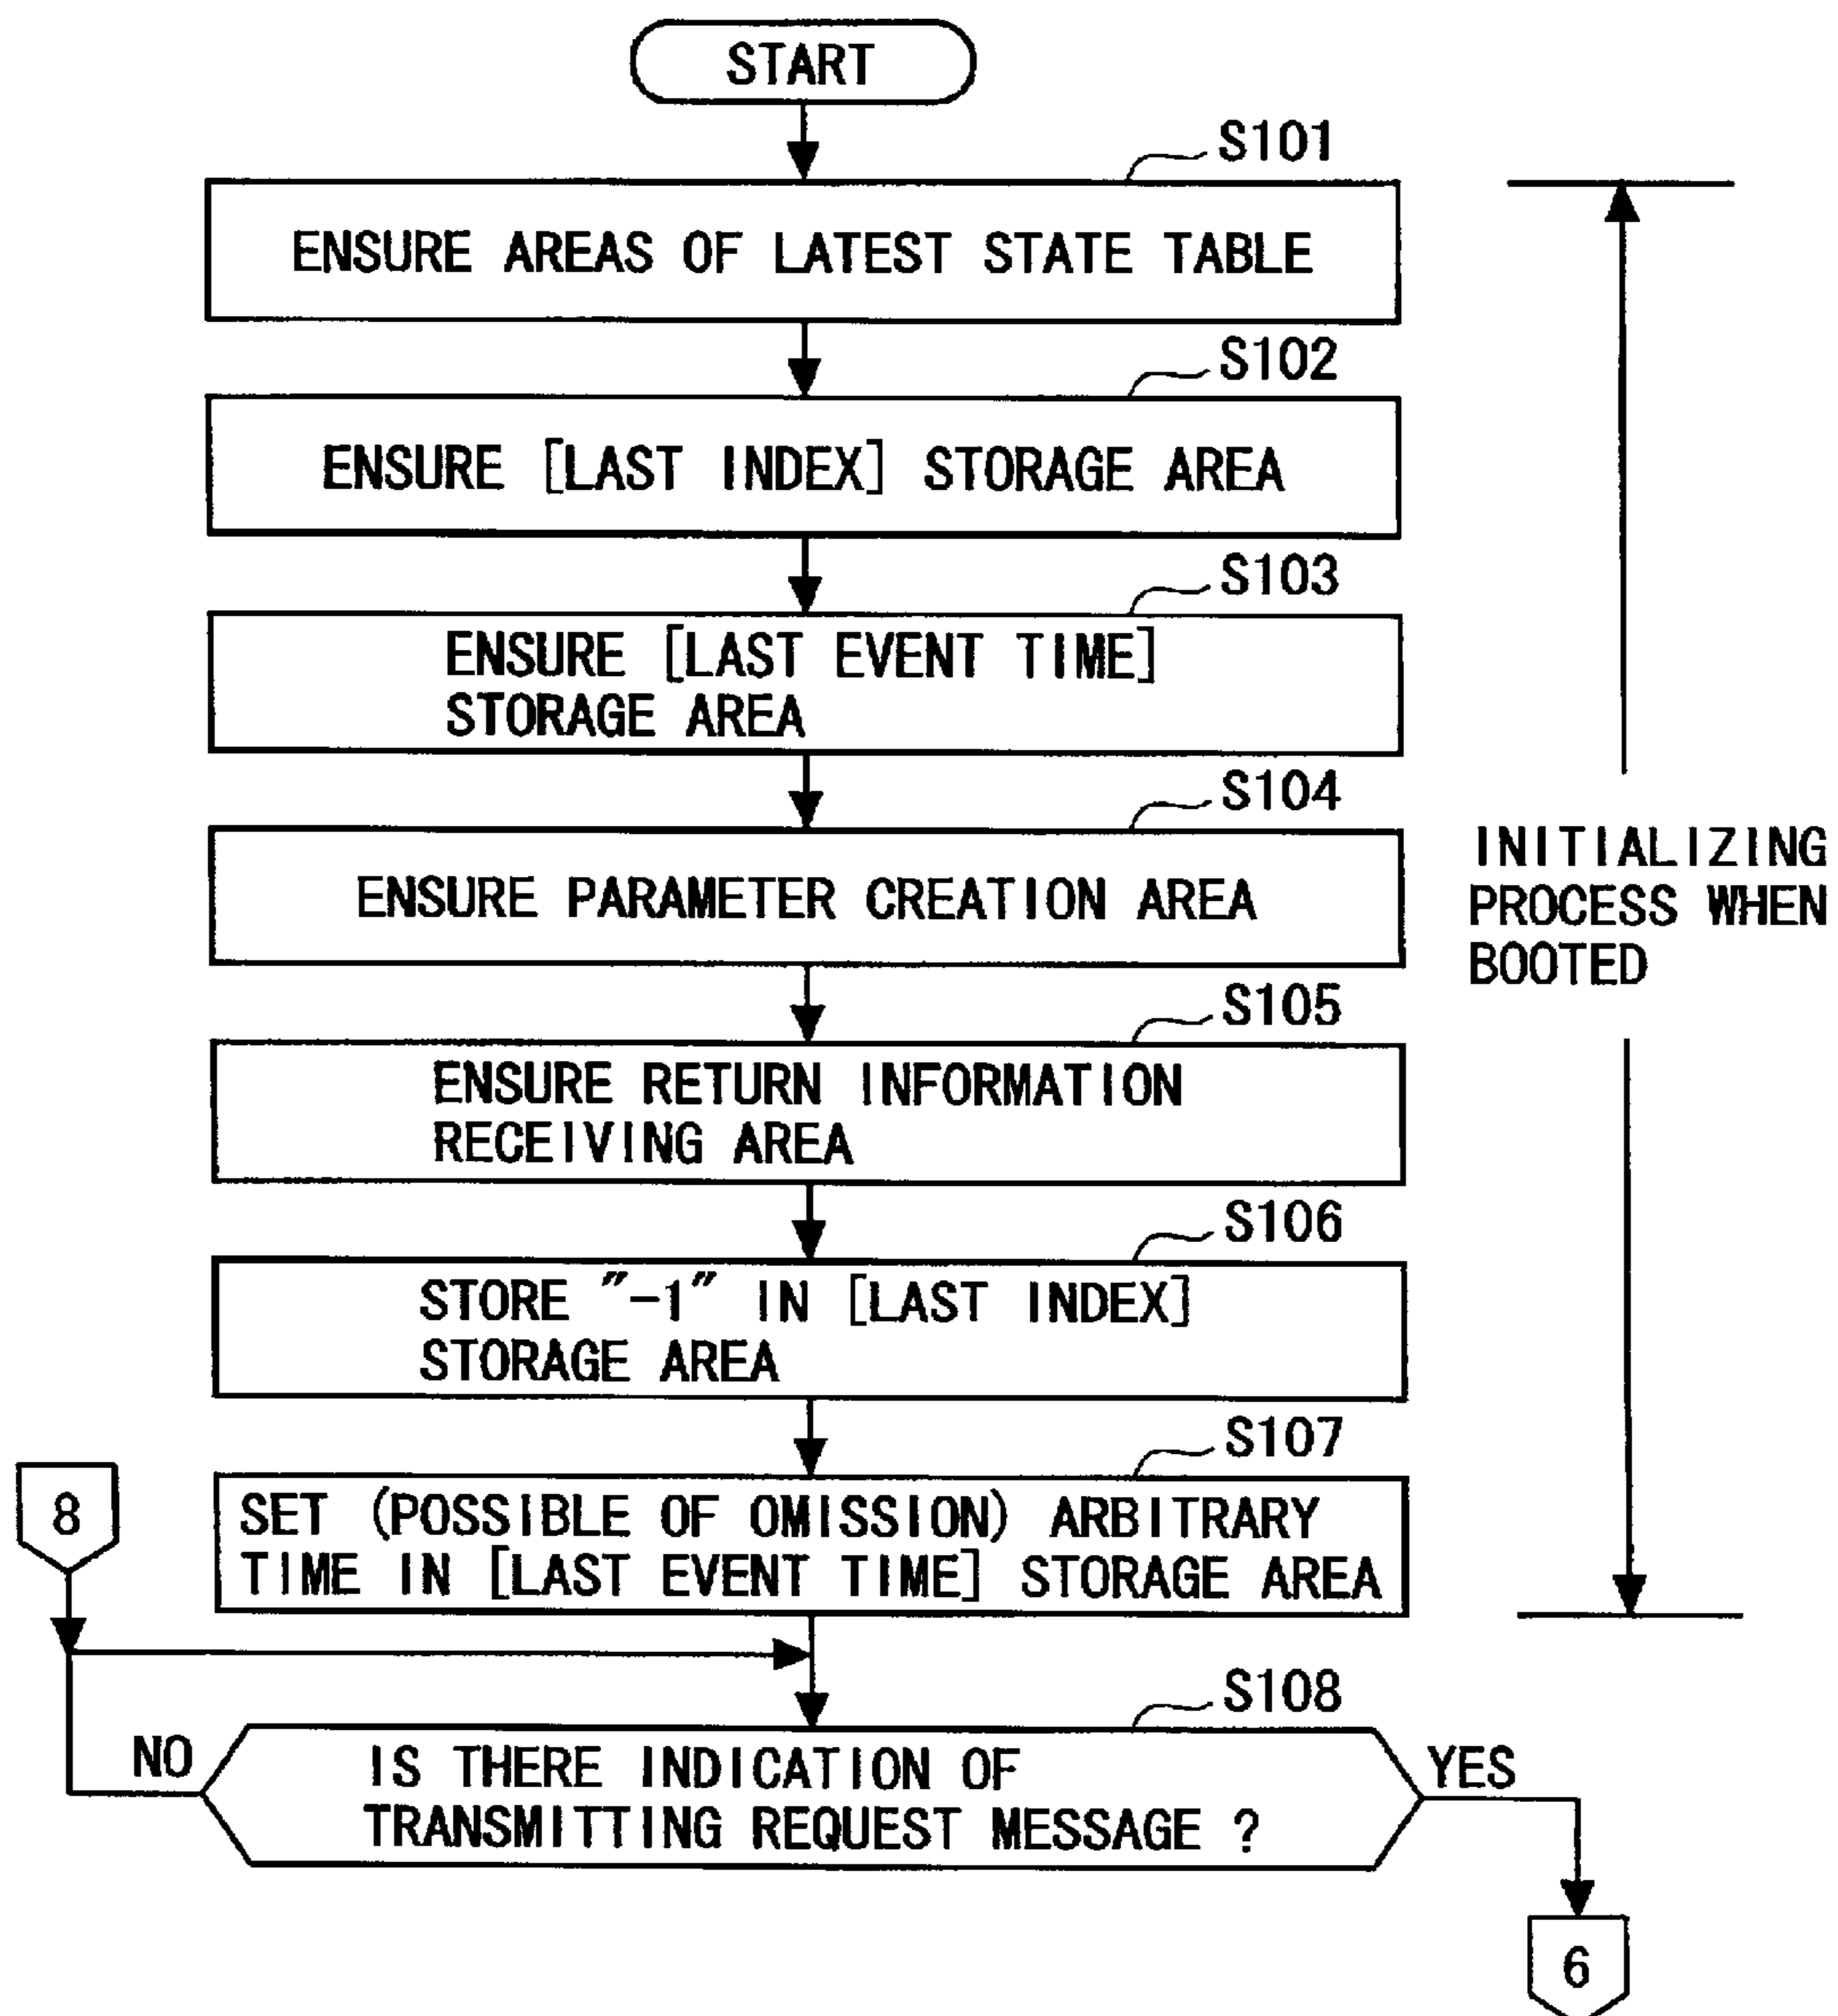 START
S101
ENSURE AREAS OF LATEST STATE TABLE
S102
ENSURE [LAST INDEX] STORAGE AREA
S103
ENSURE [LAST EVENT TIME]
STORAGE AREA
S104
ENSURE PARAMETER CREATION AREA
INITIALIZING
PROCESS WHEN
BOOTED
S105
ENSURE RETURN INFORMATION
RECEIVING AREA
S106
STORE "-1" IN [LAST INDEX]
STORAGE AREA
S107
8
SET (POSSIBLE OF OMISSION) ARBITRARY
TIME IN [LAST EVENT TIME] STORAGE AREA
S108
NO
IS THERE INDICATION OF
TRANSMITTING REQUEST MESSAGE ?
YES
6